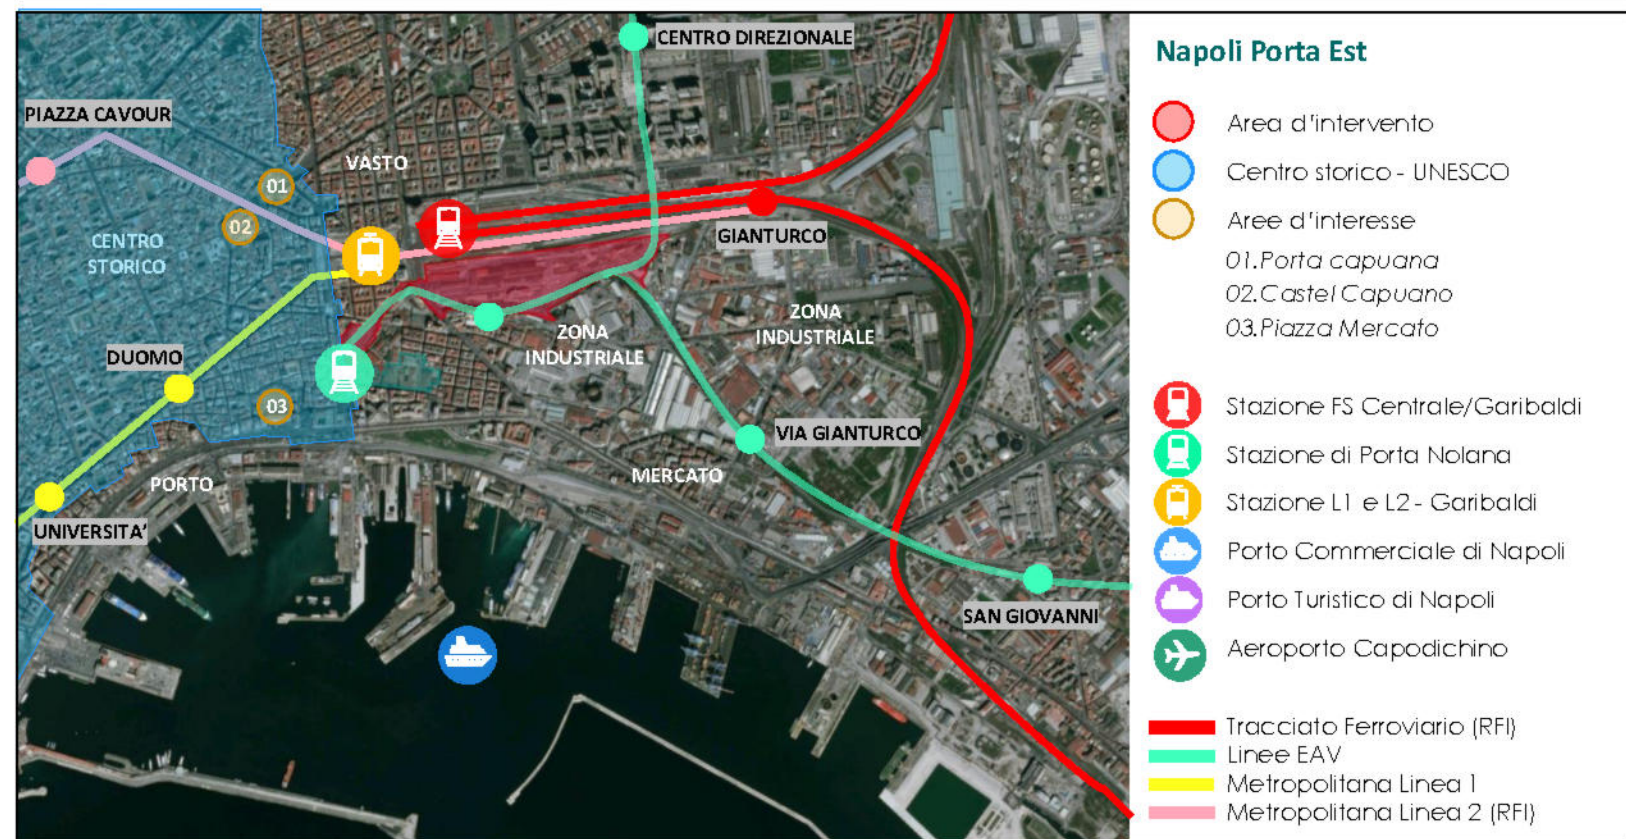 CENTRO DIREZIONALE
PIAZZA CAVOUR
VASTO
01
02
CENTRO
STORICO
GIANTURCO
ZONA
INDUSTRIALE
ZONA
INDUSTRIALE
DUOMO
03
VIA GIANTURCO
MERCATO
PORTO
UNIVERSITA'
SAN GIOVANNI
Napoli Porta Est
Area d'intervento
Centro storico - UNESCO
Aree d'interesse
01.Porta capuana
02.Castel Capuano
03.Piazza Mercato
Stazione FS Centrale/Garibaldi
Stazione di Porta Nolana
Stazione L1 e L2 - Garibaldi
Porto Commerciale di Napoli
Porto Turistico di Napoli
Aeroporto Capodichino
Tracciato Ferroviario (RFI)
Linee EAV
Metropolitana Linea 1
Metropolitana Linea 2 (RFI)